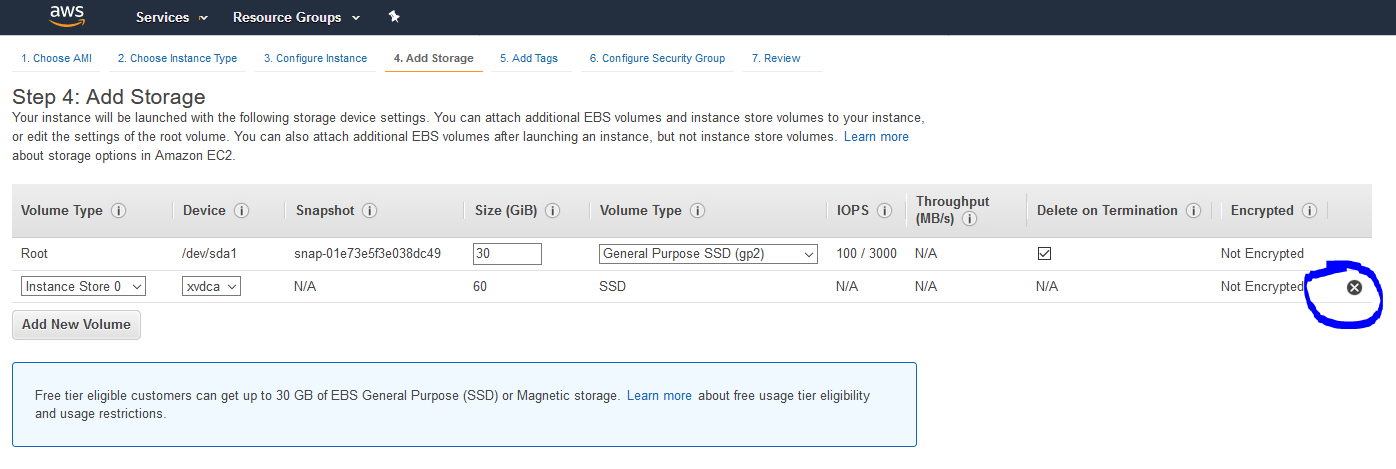 aws Services Resource Groups
1. Choose AMI 2. Choose Instance Type 3. Configure Instance 4. Add Storage 5. Add Tags 6. Configure Security Group 7. Review
Step 4: Add Storage
Your instance will be launched with the following storage device settings. You can attach additional EBS volumes and instance store volumes to your instance,
or edit the settings of the root volume. You can also attach additional EBS volumes after launching an instance, but not instance store volumes. Learn more
about storage options in Amazon EC2.
Volume Type i Device i Snapshot i Size (GiB) i Volume Type i IOPS i Throughput (MB/s) i Delete on Termination i Encrypted i
Root /dev/sda1 snap-01e73e5f3e038dc49 30 General Purpose SSD (gp2) 100 / 3000 N/A Not Encrypted
Instance Store 0 xvdca N/A 60 SSD N/A N/A N/A Not Encrypted
Add New Volume
Free tier eligible customers can get up to 30 GB of EBS General Purpose (SSD) or Magnetic storage. Learn more about free usage tier eligibility
and usage restrictions.